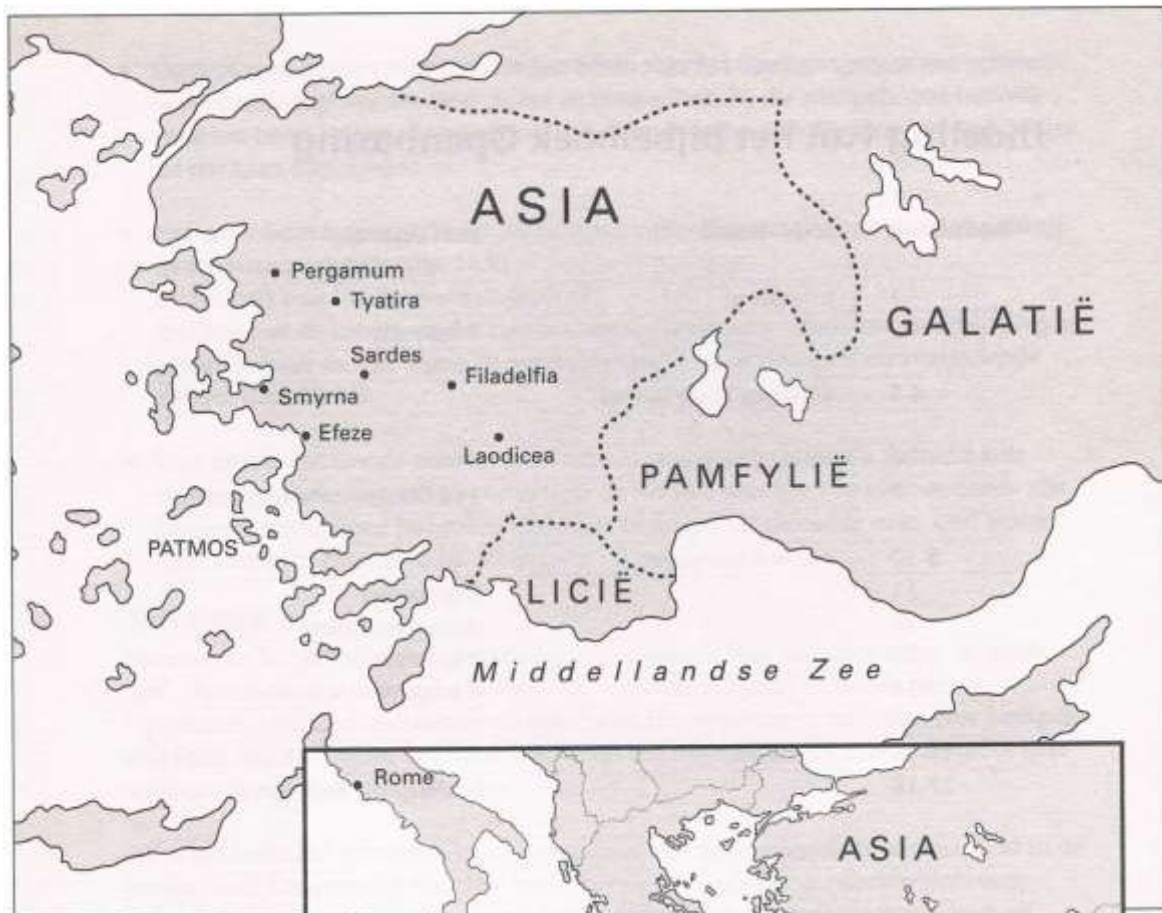 ASIA
Pergamum
Tyatira
GALATIË
Sardes
Filadelfia
Smyrna
Efeze
Laodicea
PAMFYLIË
PATMOS
LICIË
Middellandse Zee
Rome
ASIA